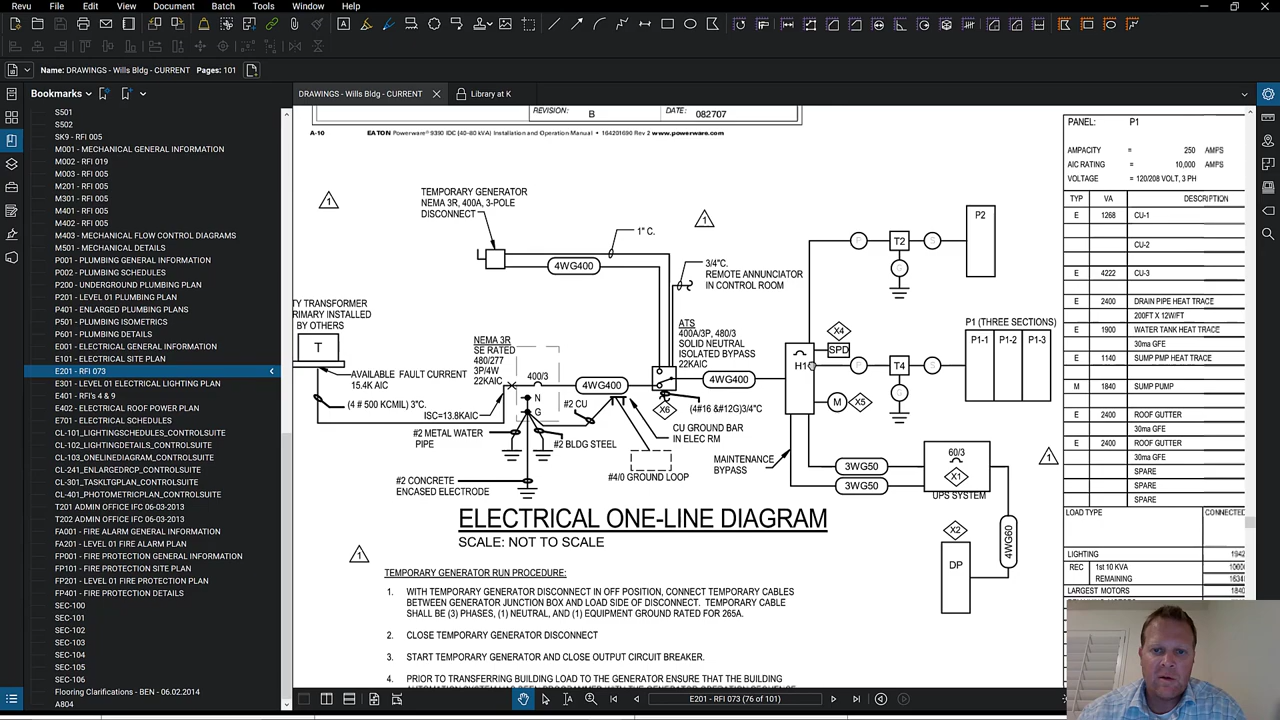 Revu File Edit View Document Batch Tools Window Help
Name: DRAWINGS - Wills Bldg - CURRENT Pages: 101
Bookmarks
DRAWINGS - Wills Bldg - CURRENT
Library at K
S501
S502
SK9 - RFI 005
M001 - MECHANICAL GENERAL INFORMATION
M002 - RFI 019
M003 - RFI 005
M201 - RFI 005
M301 - RFI 005
M401 - RFI 005
M402 - RFI 005
M403 - MECHANICAL FLOW CONTROL DIAGRAMS
M501 - MECHANICAL DETAILS
P001 - PLUMBING GENERAL INFORMATION
P002 - PLUMBING SCHEDULES
P200 - UNDERGROUND PLUMBING PLAN
P201 - LEVEL 01 PLUMBING PLAN
P401 - ENLARGED PLUMBING PLANS
P501 - PLUMBING ISOMETRICS
P601 - PLUMBING DETAILS
E001 - GENERAL INFORMATION
E101 - ELECTRICAL SITE PLAN
E201 - RFI 073
E301 - LEVEL 01 ELECTRICAL LIGHTING PLAN
E401 - RFI's 4 & 9
E402 - ELECTRICAL ROOF POWER PLAN
E701 - ELECTRICAL SCHEDULES
CL-101_LIGHTINGSCHEDULES_CONTROLSUITE
CL-102_LIGHTINGDETAILS_CONTROLSUITE
CL-103_ONELINEDIAGRAM_CONTROLSUITE
CL-241_ENLARGEDRCP_CONTROLSUITE
CL-301_TASKLTGPLAN_CONTROLSUITE
CL-401_PHOTOMETRICPLAN_CONTROLSUITE
T201 ADMIN OFFICE IFC 06-03-2013
T202 ADMIN OFFICE IFC 06-03-2013
FA001 - FIRE ALARM GENERAL INFORMATION
FA201 - LEVEL 01 FIRE ALARM PLAN
FP001 - FIRE PROTECTION GENERAL INFORMATION
FP101 - FIRE PROTECTION SITE PLAN
FP201 - LEVEL 01 FIRE PROTECTION PLAN
FP401 - FIRE PROTECTION DETAILS
SEC-100
SEC-101
SEC-102
SEC-103
SEC-104
SEC-105
SEC-106
Flooring Clarifications - BEN - 06.02.2014
A804
REVISION: B DATE: 082707
A-10 EATON Powerware® 9390 IDC (40-80 kVA) Installation and Operation Manual • 164201690 Rev 2 www.powerware.com
1
TEMPORARY GENERATOR
NEMA 3R, 400A, 3-POLE
DISCONNECT
1
1" C.
4WG400
3/4"C.
REMOTE ANNUNCIATOR
IN CONTROL ROOM
P2
T2
P
S
G
TY TRANSFORMER
RIMARY INSTALLED
BY OTHERS
T
AVAILABLE FAULT CURRENT
15.4K AIC
(4 # 500 KCMIL) 3"C.
NEMA 3R
SE RATED
480/277
3P/4W
22KAIC
400/3
N
G
ISC=13.8KAIC
4WG400
#2 CU
ATS
400A/3P, 480/3
SOLID NEUTRAL
ISOLATED BYPASS
22KAIC
4WG400
X6
(4#16 &#12G)3/4"C
CU GROUND BAR
IN ELEC RM
#2 METAL WATER
PIPE
#2 BLDG STEEL
#4/0 GROUND LOOP
#2 CONCRETE
ENCASED ELECTRODE
H1
X4
SPD
M
X5
P
T4
S
G
P1 (THREE SECTIONS)
P1-1 P1-2 P1-3
MAINTENANCE
BYPASS
3WG50
3WG50
60/3
X1
UPS SYSTEM
1
X2
DP
4WG60
ELECTRICAL ONE-LINE DIAGRAM
SCALE: NOT TO SCALE
1
TEMPORARY GENERATOR RUN PROCEDURE:
1. WITH TEMPORARY GENERATOR DISCONNECT IN OFF POSITION, CONNECT TEMPORARY CABLES
BETWEEN GENERATOR JUNCTION BOX AND LOAD SIDE OF DISCONNECT. TEMPORARY CABLE
SHALL BE (3) PHASES, (1) NEUTRAL, AND (1) EQUIPMENT GROUND RATED FOR 265A.
2. CLOSE TEMPORARY GENERATOR DISCONNECT
3. START TEMPORARY GENERATOR AND CLOSE OUTPUT CIRCUIT BREAKER.
4. PRIOR TO TRANSFERRING BUILDING LOAD TO THE GENERATOR ENSURE THAT THE BUILDING
PANEL: P1
AMPACITY = 250 AMPS
AIC RATING = 10,000 AMPS
VOLTAGE = 120/208 VOLT, 3 PH
TYP VA DESCRIPTION
E 1268 CU-1
CU-2
E 4222 CU-3
E 2400 DRAIN PIPE HEAT TRACE
200FT X 12W/FT
E 1900 WATER TANK HEAT TRACE
30ma GFE
E 1140 SUMP PMP HEAT TRACE
M 1840 SUMP PUMP
E 2400 ROOF GUTTER
30ma GFE
E 2400 ROOF GUTTER
30ma GFE
SPARE
SPARE
SPARE
LOAD TYPE CONNECTED
LIGHTING 1942
REC 1st 10 KVA 10000
REMAINING 16348
LARGEST MOTORS 1840
E201 - RFI 073 (76 of 101)